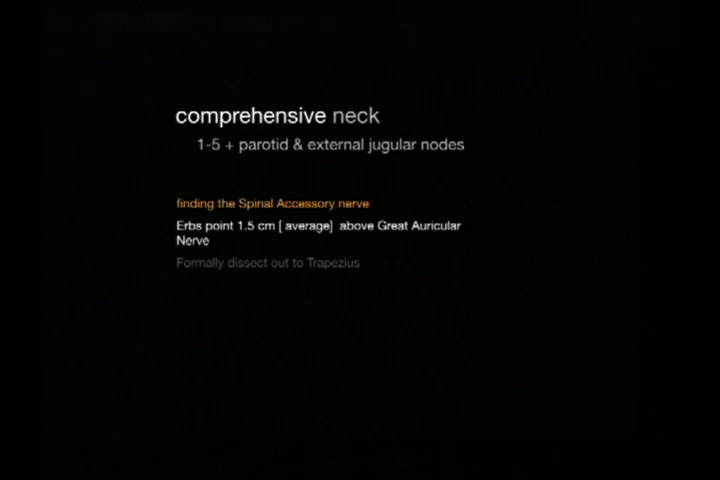 comprehensive neck
1-5 + parotid & external jugular nodes
finding the Spinal Accessory nerve
Erbs point 1.5 cm [ average] above Great Auricular
Nerve
Formally dissect out to Trapezius